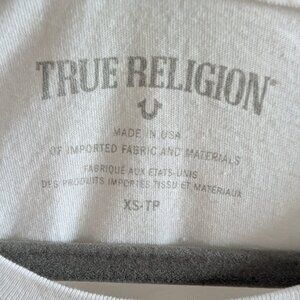 TRUE RELIGION
MADE IN USA
OF IMPORTED FABRIC AND MATERIALS
FABRIQUÉ AUX ETATS-UNIS
DES PRODUITS IMPORTES TISSU ET MATERIAUX
XS-TP